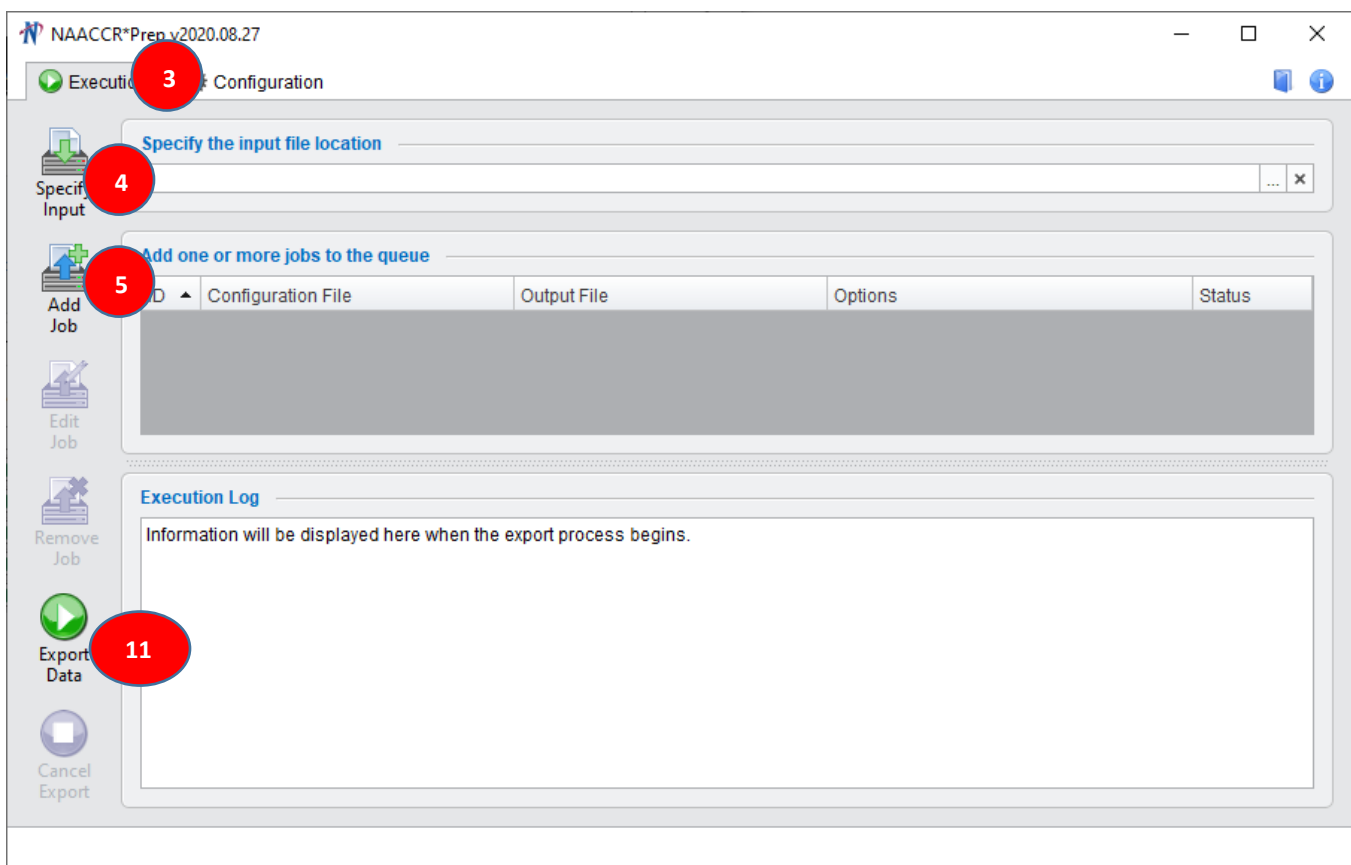 NAACCR*Prep v2020.08.27
Executi 3 Configuration
Specify the input file location
Specify 4 ...
Input
Add one or more jobs to the queue
5 D Configuration File Output File Options Status
Add
Job
Edit
Job
Execution Log
Remove Information will be displayed here when the export process begins.
Job
Export 11
Data
Cancel
Export